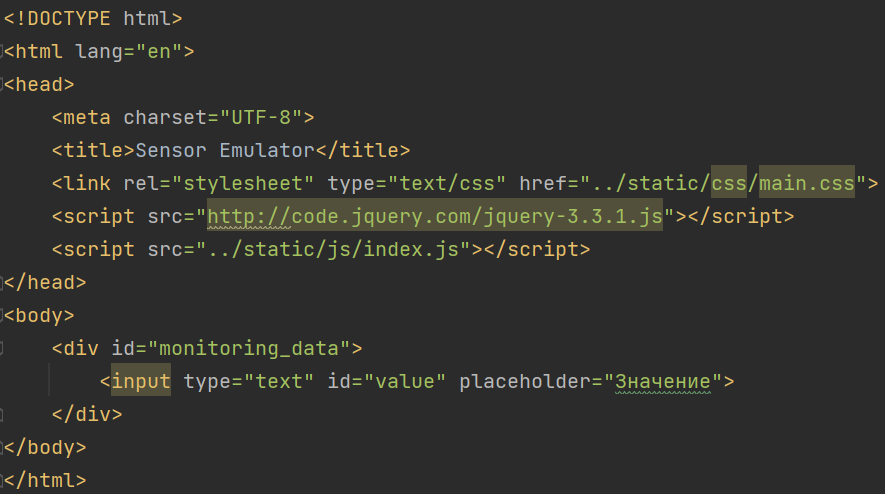 <!DOCTYPE html>
<html lang="en">
<head>
    <meta charset="UTF-8">
    <title>Sensor Emulator</title>
    <link rel="stylesheet" type="text/css" href="../static/css/main.css">
    <script src="http://code.jquery.com/jquery-3.3.1.js"></script>
    <script src="../static/js/index.js"></script>
</head>
<body>
    <div id="monitoring_data">
        <input type="text" id="value" placeholder="Значение">
    </div>
</body>
</html>